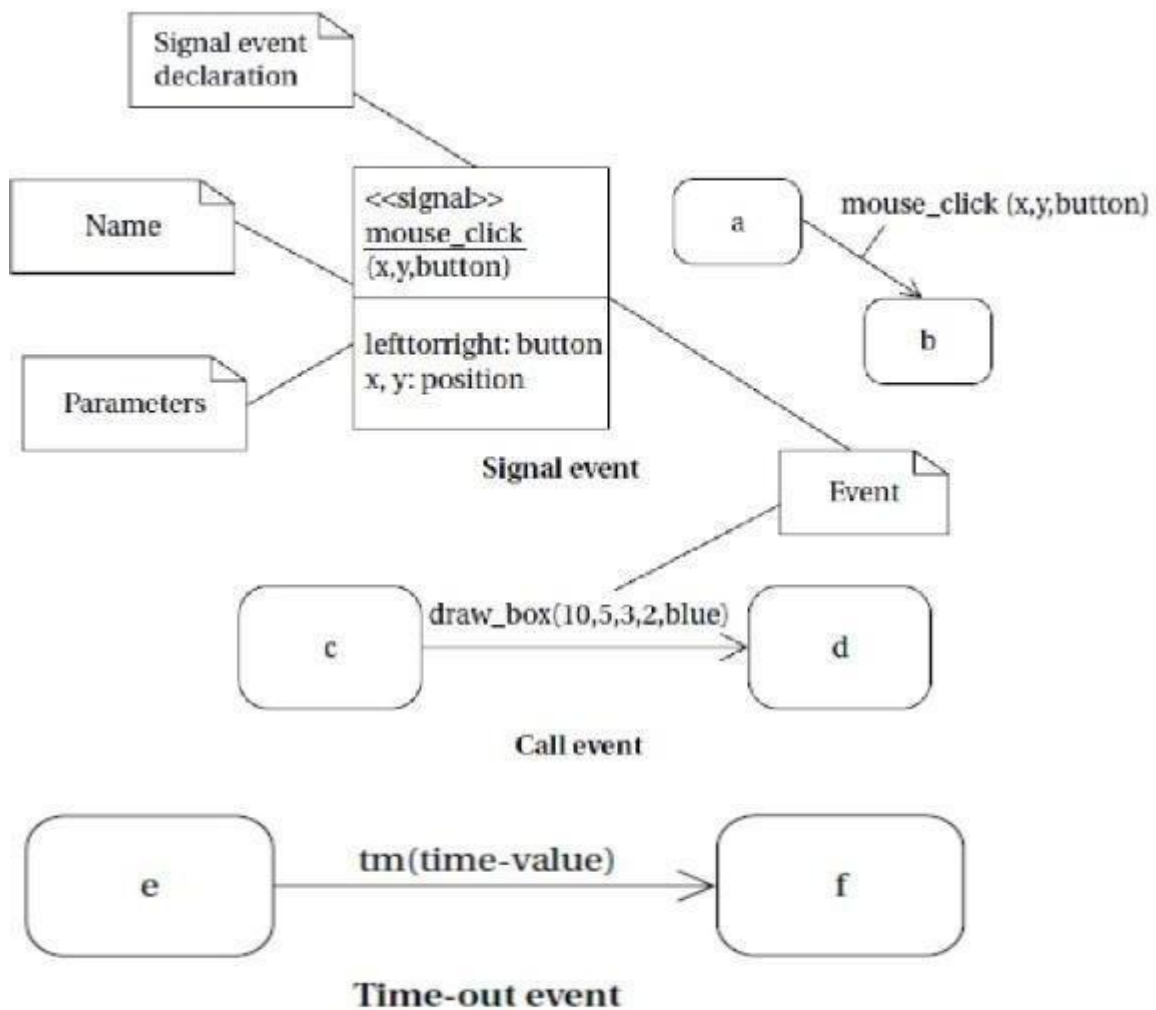 Signal event
declaration
Name
Parameters
<<signal>>
mouse_click
(x,y,button)
lefttorright: button
x, y: position
Signal event
a
mouse_click (x,y,button)
b
Event
c
draw_box(10,5,3,2,blue)
d
Call event
e
tm(time-value)
f
Time-out event